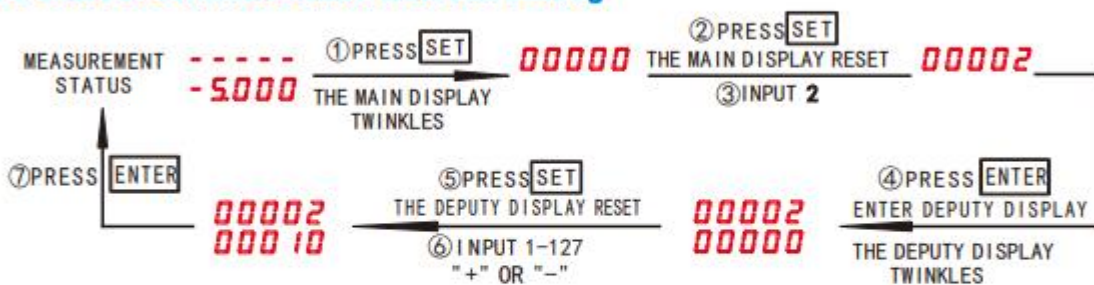 MEASUREMENT
STATUS
-----
-5.000
①PRESS SET
THE MAIN DISPLAY
TWINKLES
00000
②PRESS SET
THE MAIN DISPLAY RESET
③INPUT 2
00002
④PRESS ENTER
ENTER DEPUTY DISPLAY
THE DEPUTY DISPLAY
TWINKLES
00002
00000
⑤PRESS SET
THE DEPUTY DISPLAY RESET
⑥INPUT 1-127
"+" OR "-"
00002
00010
⑦PRESS ENTER